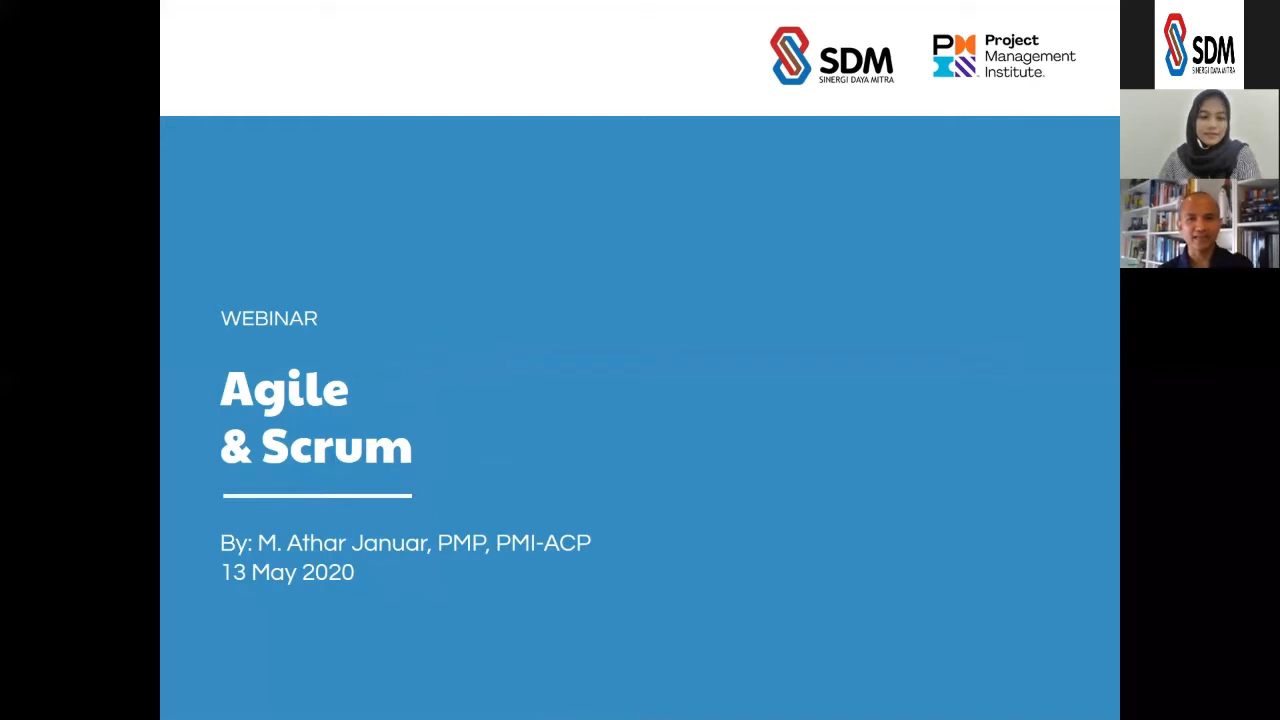 SDM
SINERGI DAYA MITRA
Project
Management
Institute.
SDM
SINERGI DAYA MITRA
WEBINAR
Agile
& Scrum
By: M. Athar Januar, PMP, PMI-ACP
13 May 2020